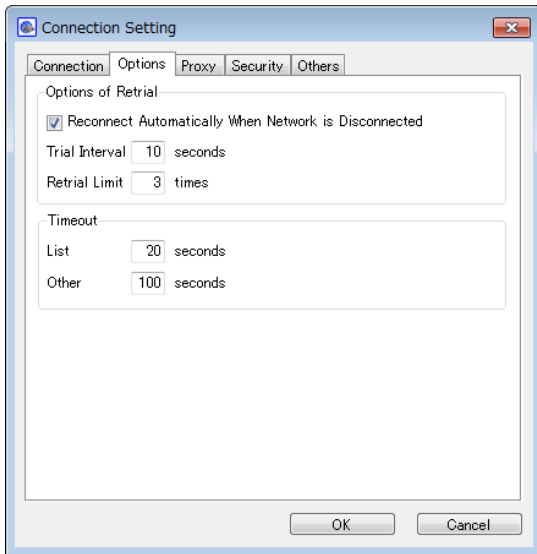 Connection Setting
Connection Options Proxy Security Others
Options of Retrial
Reconnect Automatically When Network is Disconnected
Trial Interval 10 seconds
Retrial Limit 3 times
Timeout
List 20 seconds
Other 100 seconds
OK Cancel